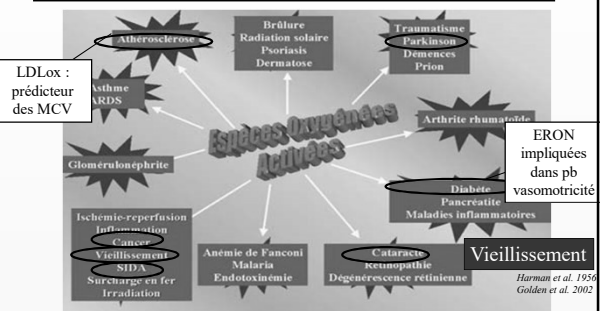 Athérosclérose
Brûlure
Radiation solaire
Psoriasis
Dermatose
Traumatisme
Parkinson
Démences
Prion
LDLox :
prédicteur
des MCV
Asthme
ARDS
Espèces Oxygénées
Activées
Arthrite rhumatoïde
ERON
impliquées
dans pb
vasomotricité
Glomérulonéphrite
Diabète
Pancréatite
Maladies inflammatoires
Ischémie-reperfusion
Inflammation
Cancer
Vieillissement
SIDA
Surcharge en fer
Irradiation
Anémie de Fanconi
Malaria
Endotoxinémie
Cataracte
Rétinopathie
Dégénérescence rétinienne
Vieillissement
Harman et al. 1956
Golden et al. 2002